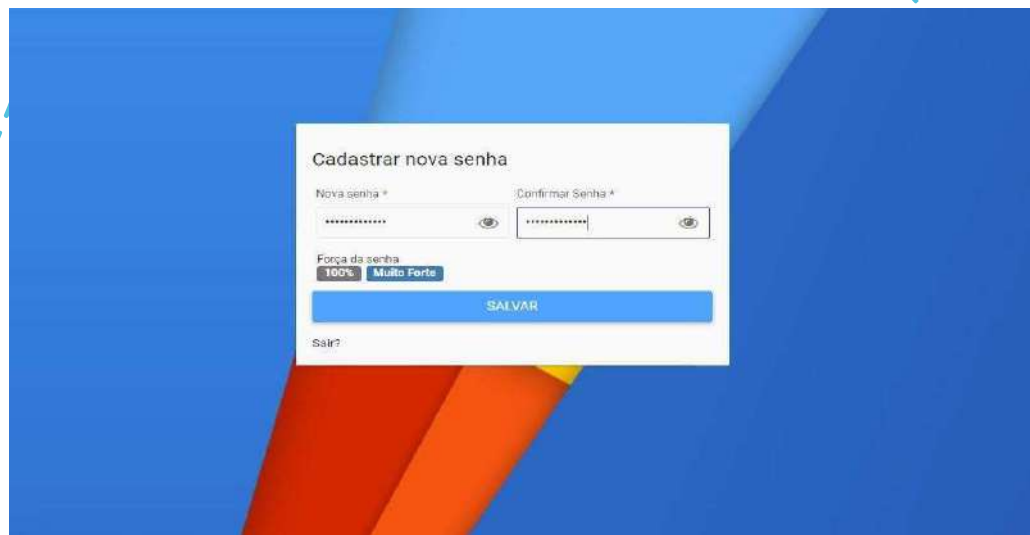 Cadastrar nova senha
Nova senha *
Confirmar Senha *
Força da senha
100% Muito Forte
SALVAR
Sair?